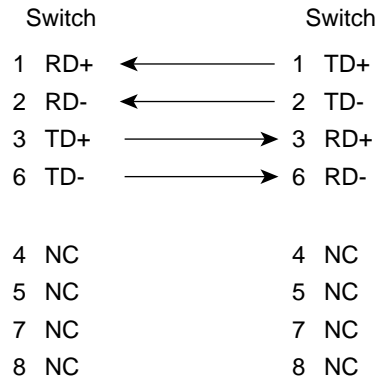 Switch Switch
1 RD+ 1 TD+
2 RD- 2 TD-
3 TD+ 3 RD+
6 TD- 6 RD-
4 NC 4 NC
5 NC 5 NC
7 NC 7 NC
8 NC 8 NC